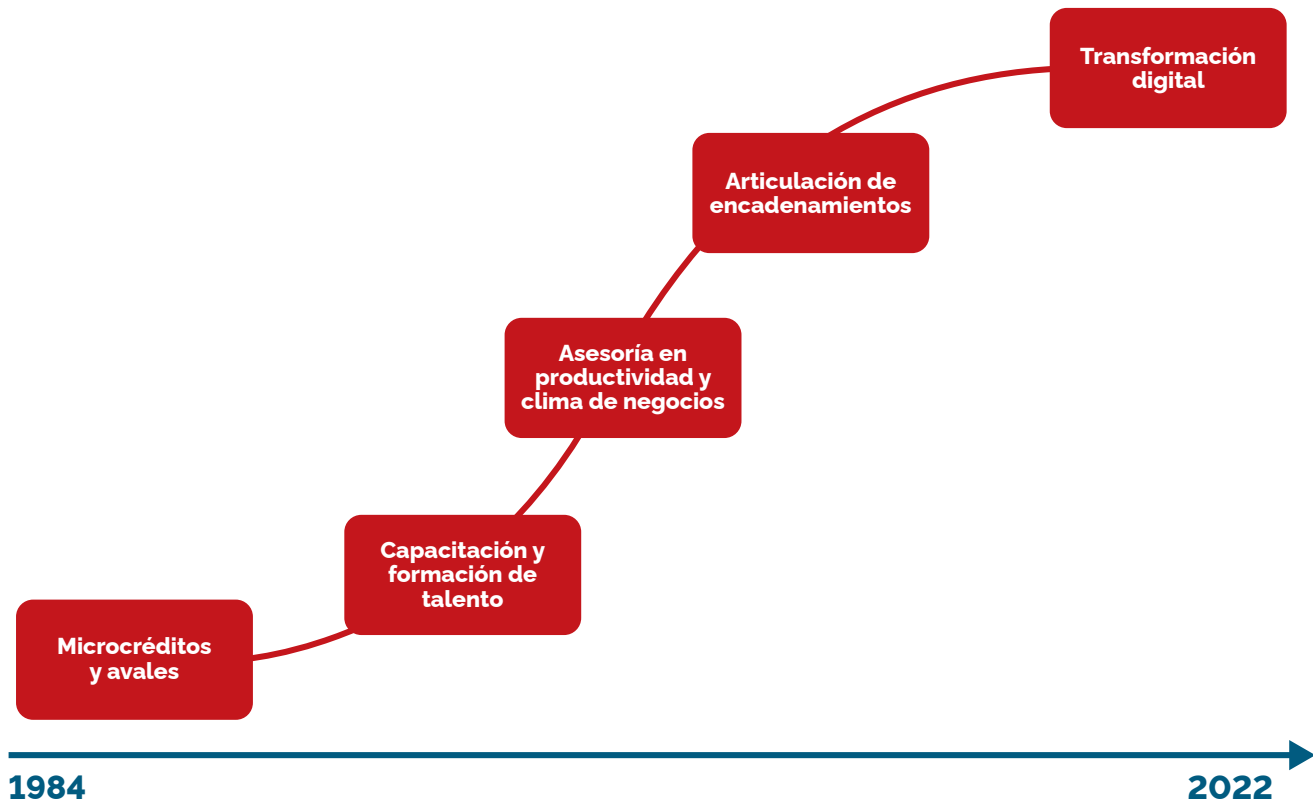 Transformación
digital
Articulación de
encadenamientos
Asesoría en
productividad y
clima de negocios
Capacitación y
formación de
talento
Microcréditos
y avales
1984
2022